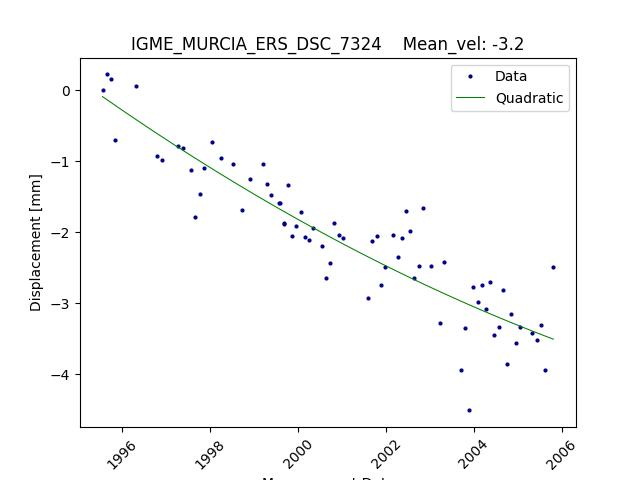 IGME_MURCIA_ERS_DSC_7324    Mean_vel: -3.2
Data
Quadratic
Displacement [mm]
0
−1
−2
−3
−4
1996
1998
2000
2002
2004
2006